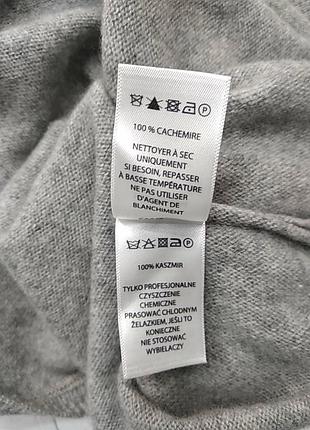 100 % CACHEMIRE
NETTOYER À SEC
UNIQUEMENT
SI BESOIN, REPASSER
À BASSE TEMPÉRATURE
NE PAS UTILISER
D'AGENT DE
BLANCHIMENT
100% KASZMIR
TYLKO PROFESJONALNE
CZYSZCZENIE
CHEMICZNE
PRASOWAĆ CHŁODNYM
ŻELAZKIEM, JEŚLI TO
KONIECZNE
NIE STOSOWAĆ
WYBIELACZY